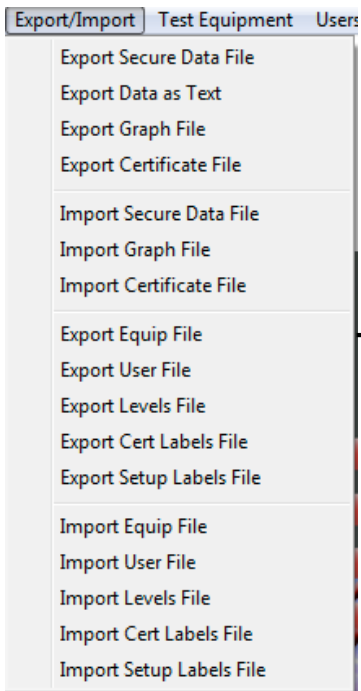 Export/Import Test Equipment Users
Export Secure Data File
Export Data as Text
Export Graph File
Export Certificate File
Import Secure Data File
Import Graph File
Import Certificate File
Export Equip File
Export User File
Export Levels File
Export Cert Labels File
Export Setup Labels File
Import Equip File
Import User File
Import Levels File
Import Cert Labels File
Import Setup Labels File